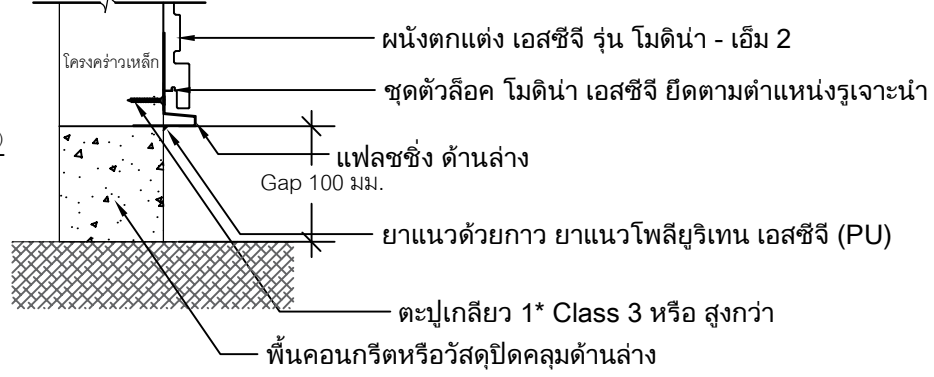 ผนังตกแต่ง เอสซีจี รุ่น โมดิน่า - เอ็ม 2
โครงคร่าวเหล็ก
ชุดตัวล็อค โมดิน่า เอสซีจี ยึดตามตำแหน่งรูเจาะนำ
แฟลชชิ่ง ด้านล่าง
Gap 100 มม.
ยาแนวด้วยกาว ยาแนวโพลียูริเทน เอสซีจี (PU)
ตะปูเกลียว 1* Class 3 หรือ สูงกว่า
พื้นคอนกรีตหรือวัสดุปิดคลุมด้านล่าง